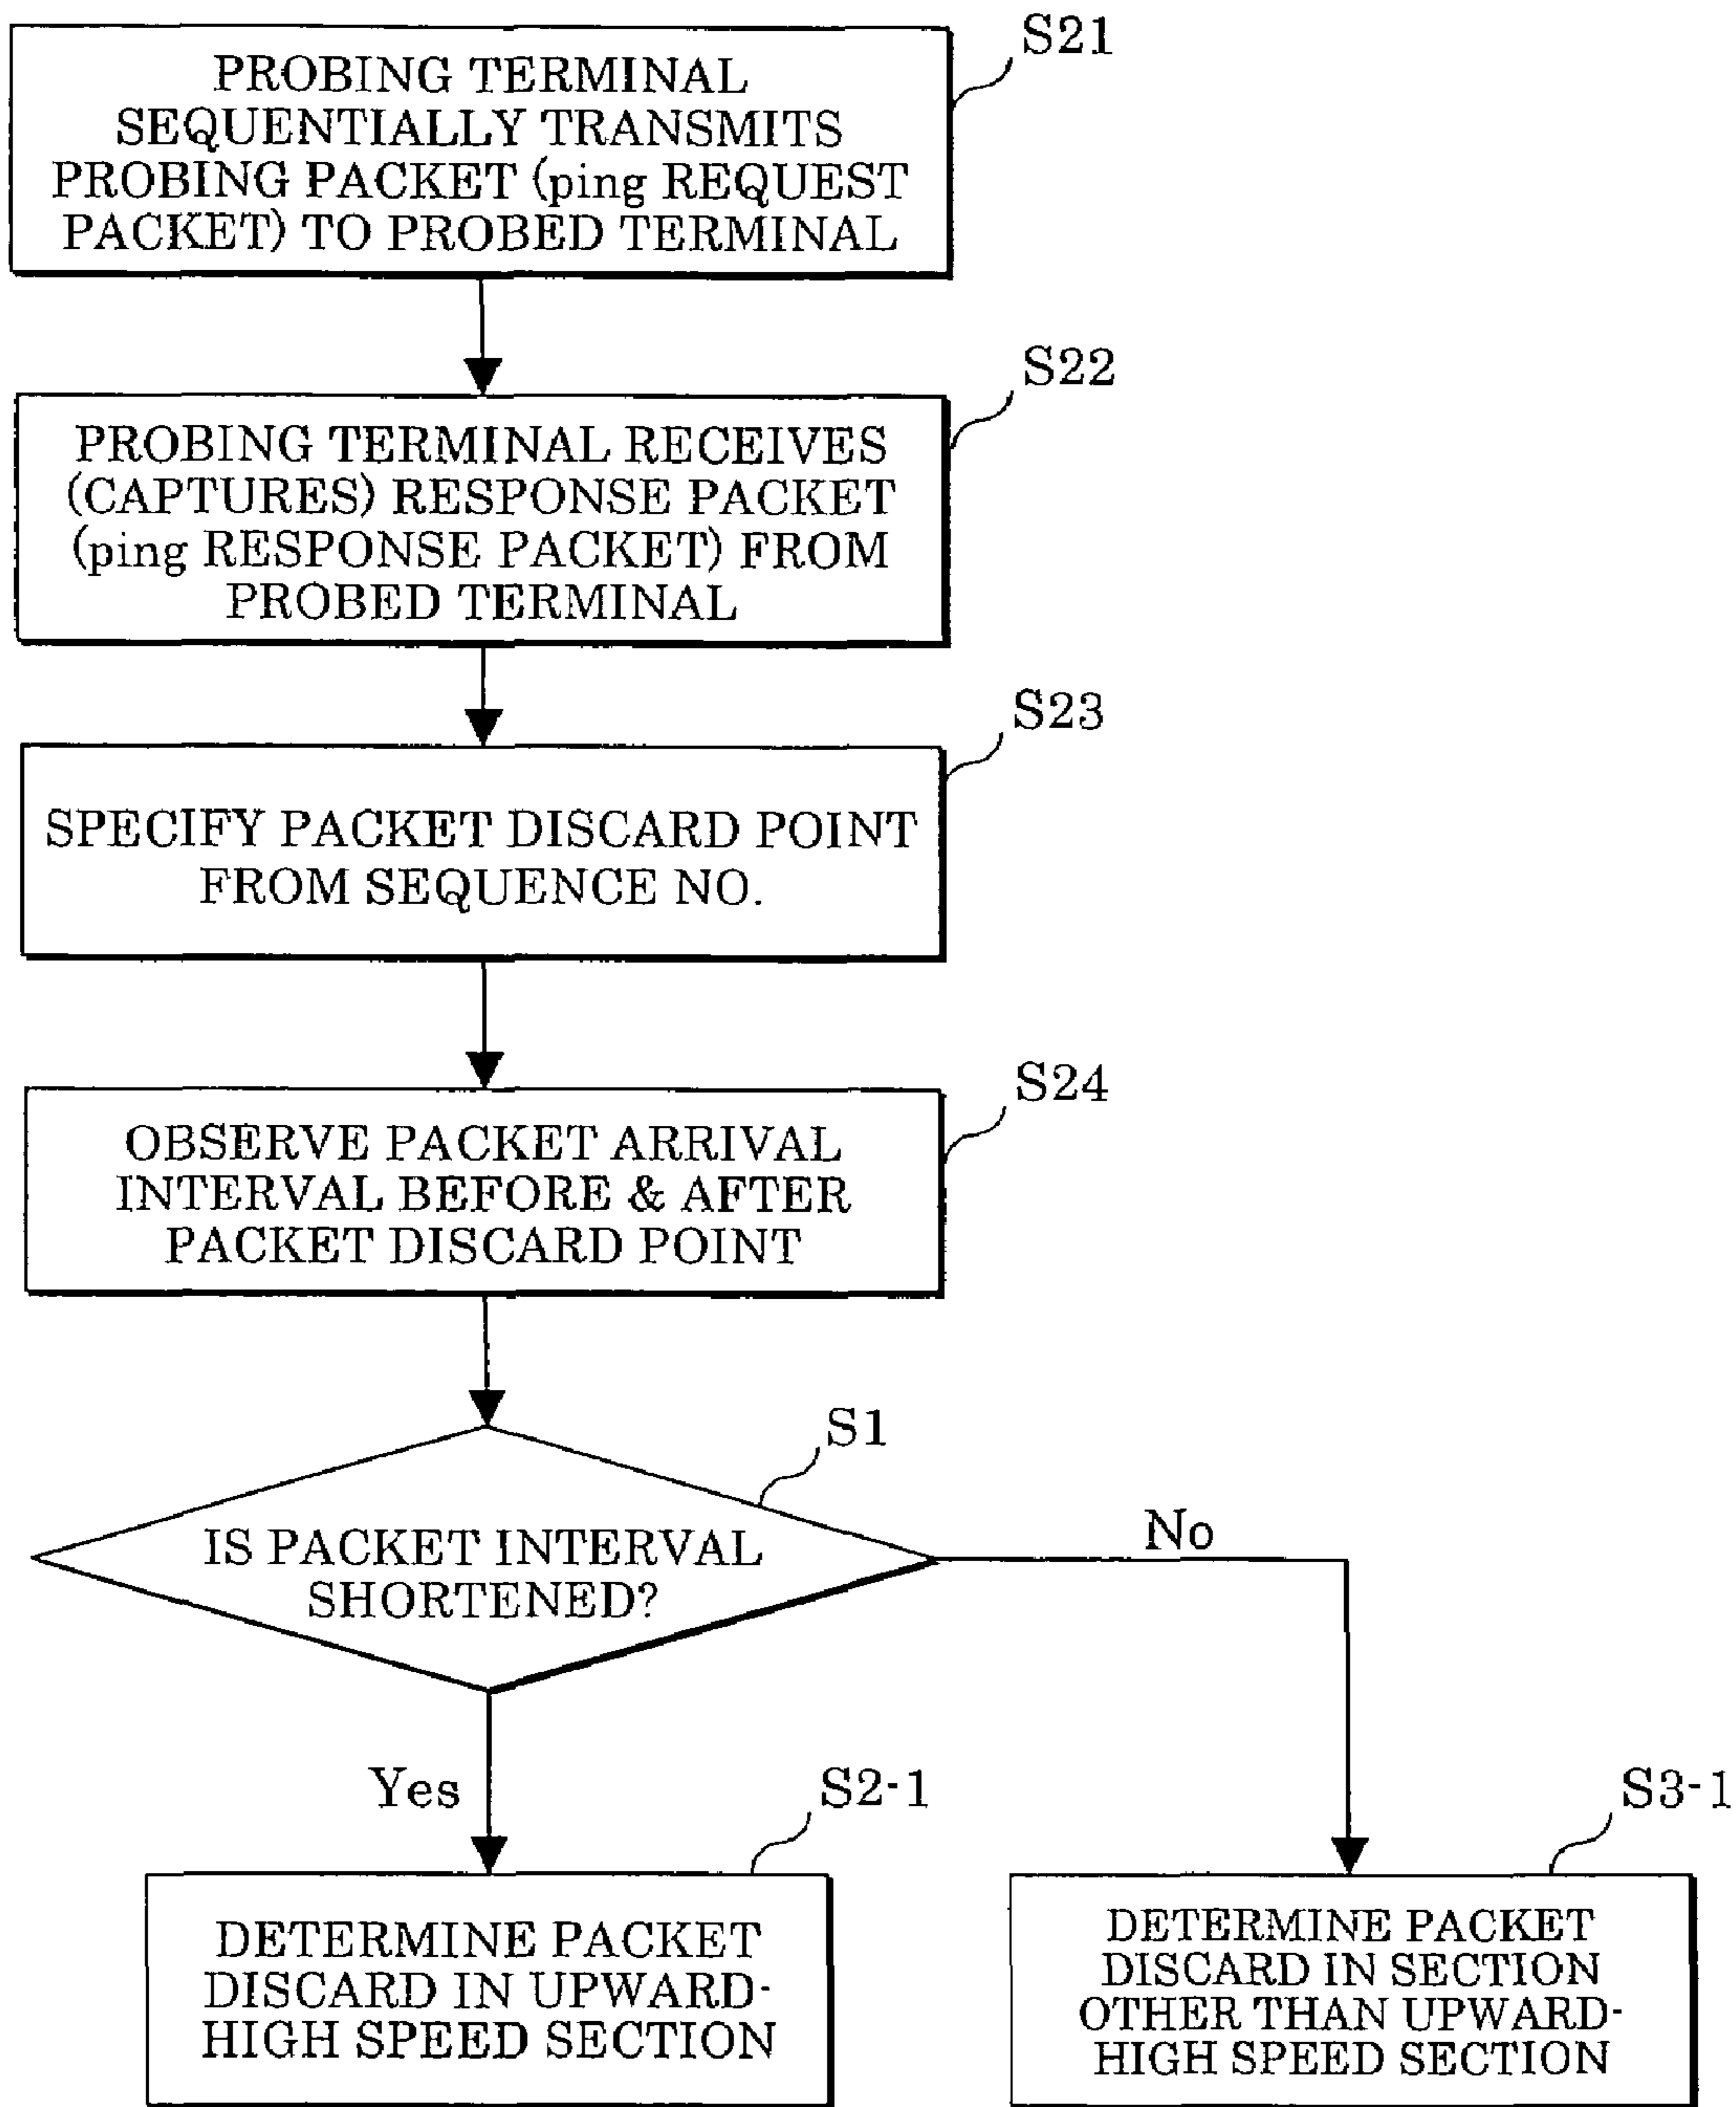 S21
PROBING TERMINAL
SEQUENTIALLY TRANSMITS
PROBING PACKET (ping REQUEST
PACKET) TO PROBED TERMINAL
S22
PROBING TERMINAL RECEIVES
(CAPTURES) RESPONSE PACKET
(ping RESPONSE PACKET) FROM
PROBED TERMINAL
S23
SPECIFY PACKET DISCARD POINT
FROM SEQUENCE NO.
S24
OBSERVE PACKET ARRIVAL
INTERVAL BEFORE & AFTER
PACKET DISCARD POINT
S1
IS PACKET INTERVAL
SHORTENED?
No
Yes
S2-1
DETERMINE PACKET
DISCARD IN UPWARD-
HIGH SPEED SECTION
S3-1
DETERMINE PACKET
DISCARD IN SECTION
OTHER THAN UPWARD-
HIGH SPEED SECTION